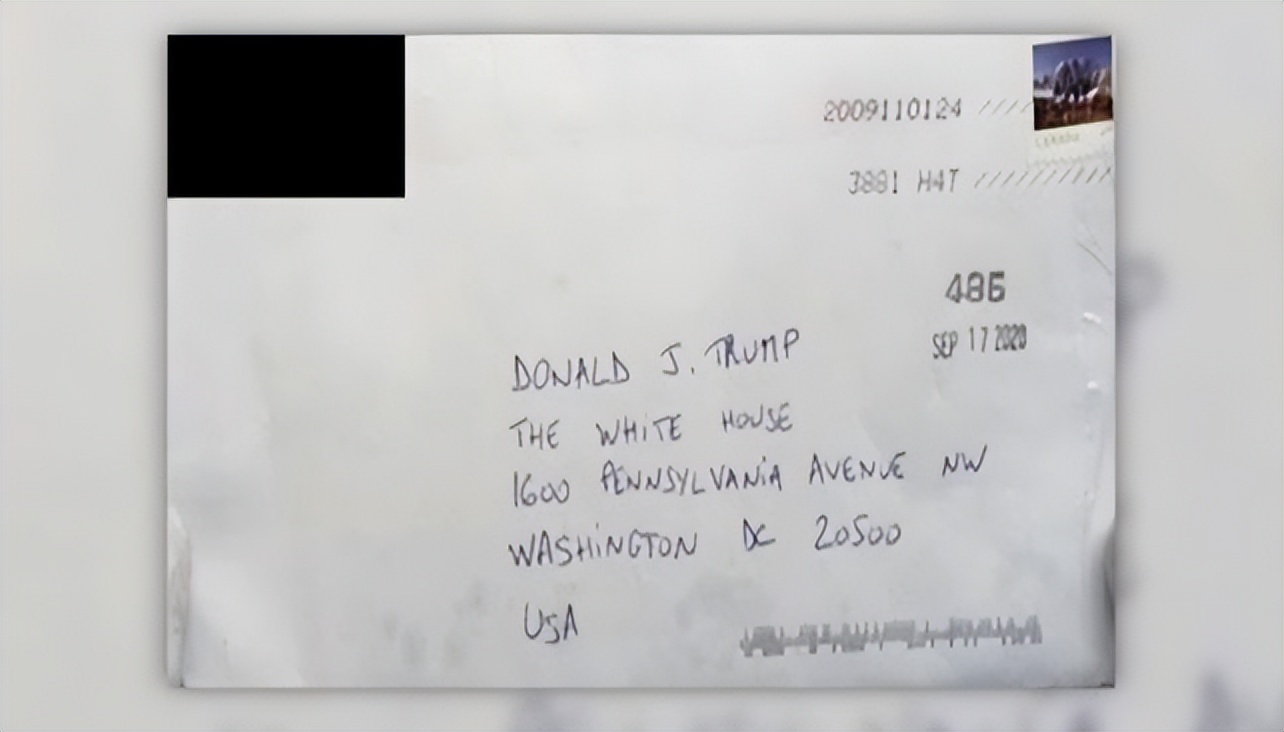 2009110124
3881 H4T
CANADA
486
SEP 17 2020
DONALD J. TRUMP
THE WHiTE HOUSE
1600 PENNSYLVANiA AVENUE NW
WASHiNGTON DC 20500
USA